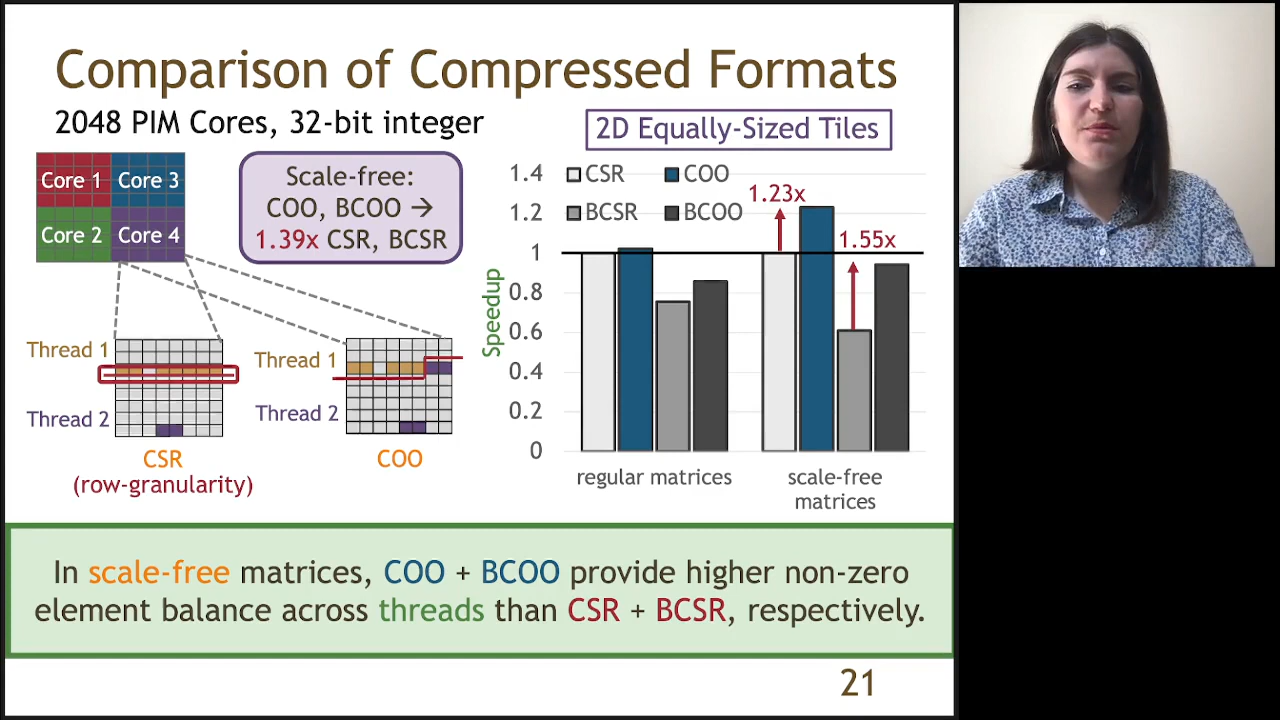 Comparison of Compressed Formats
2048 PIM Cores, 32-bit integer
2D Equally-Sized Tiles
Core 1
Core 3
Core 2
Core 4
Scale-free:
COO, BCOO →
1.39x CSR, BCSR
Thread 1
Thread 2
CSR
(row-granularity)
Thread 1
Thread 2
COO
Speedup
1.4
1.2
1
0.8
0.6
0.4
0.2
0
CSR
COO
BCSR
BCOO
1.23x
1.55x
regular matrices
scale-free
matrices
In scale-free matrices, COO + BCOO provide higher non-zero
element balance across threads than CSR + BCSR, respectively.
21